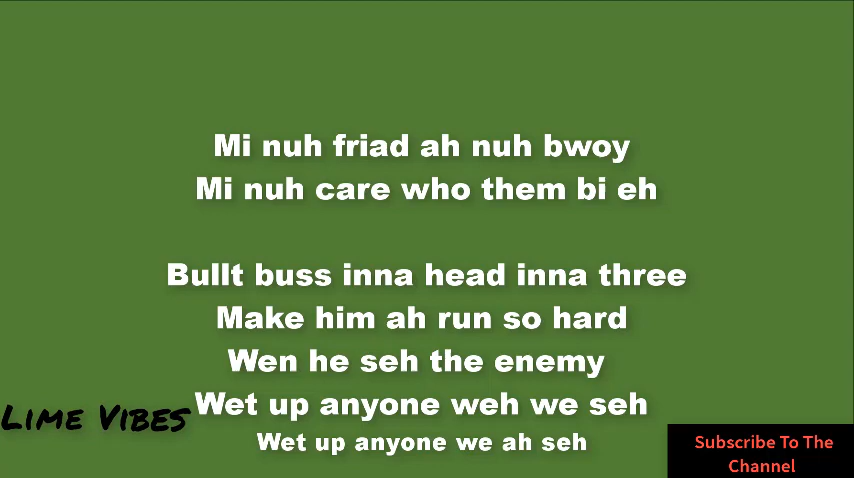 Mi nuh friad ah nuh bwoy
Mi nuh care who them bi eh
Bullt buss inna head inna three
Make him ah run so hard
Wen he seh the enemy
Wet up anyone weh we seh
Wet up anyone we ah seh
Lime Vibes
Subscribe To The
Channel